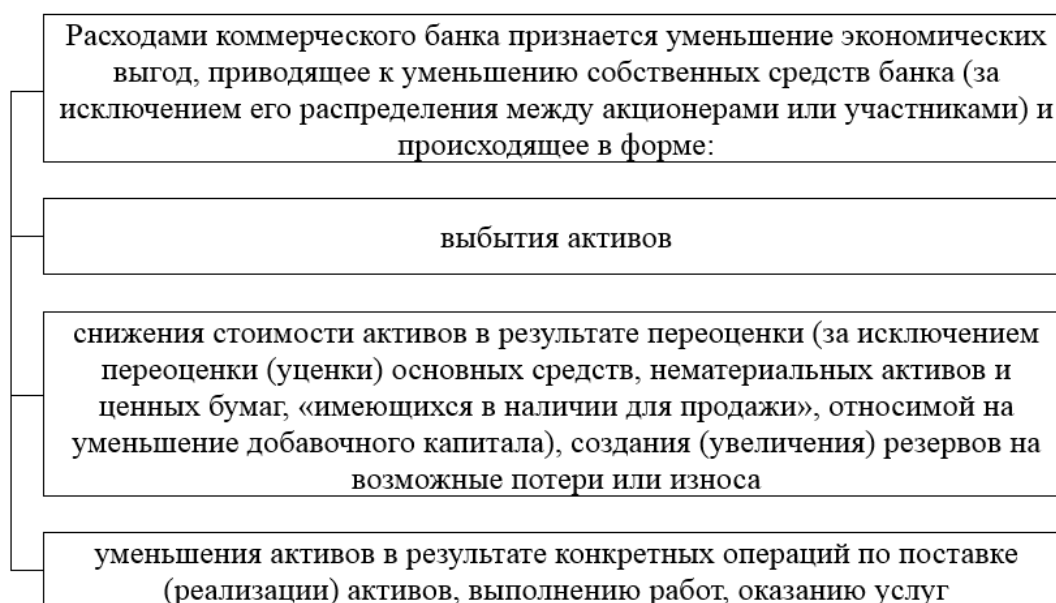 Расходами коммерческого банка признается уменьшение экономических
выгод, приводящее к уменьшению собственных средств банка (за
исключением его распределения между акционерами или участниками) и
происходящее в форме:
выбытия активов
снижения стоимости активов в результате переоценки (за исключением
переоценки (уценки) основных средств, нематериальных активов и
ценных бумаг, «имеющихся в наличии для продажи», относимой на
уменьшение добавочного капитала), создания (увеличения) резервов на
возможные потери или износа
уменьшения активов в результате конкретных операций по поставке
(реализации) активов, выполнению работ, оказанию услуг